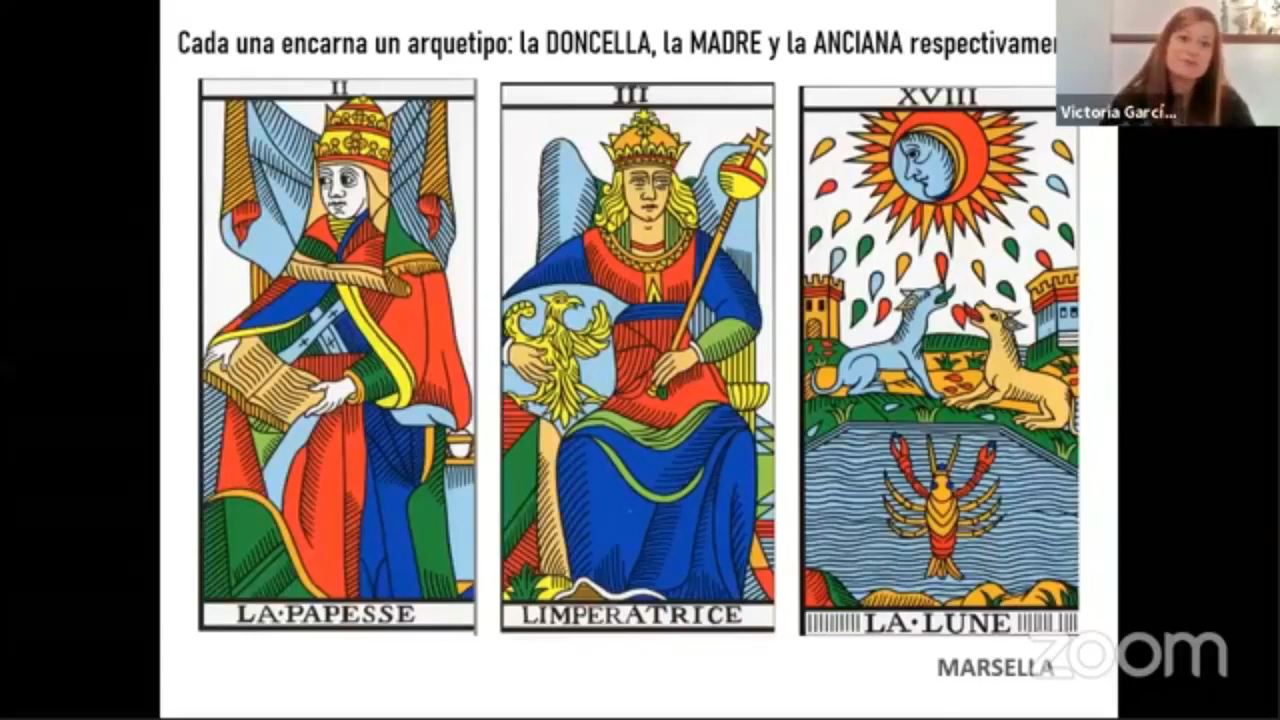 Cada una encarna un arquetipo: la DONCELLA, la MADRE y la ANCIANA
Victoria Garcí...
II
III
XVIII
LA·PAPESSE
LIMPERATRICE
LA·LUNE
MARSELLA
zoom